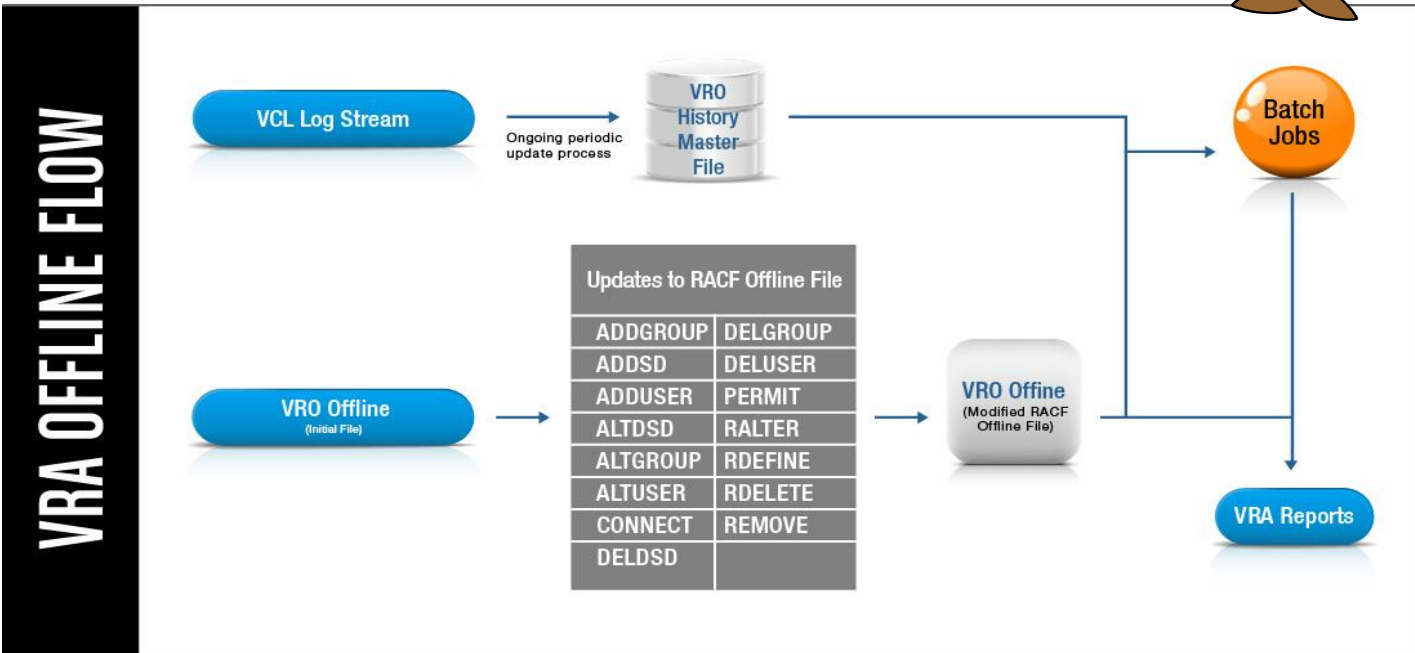 VRA OFFLINE FLOW
VCL Log Stream
Ongoing periodic
update process
VRO
History
Master
File
Batch
Jobs
Updates to RACF Offline File
ADDGROUP DELGROUP
ADDSD DELUSER
ADDUSER PERMIT
ALTDSD RALTER
ALTGROUP RDEFINE
ALTUSER RDELETE
CONNECT REMOVE
DELDSD
VRO Offline
(Initial File)
VRO Offine
(Modified RACF
Offline File)
VRA Reports